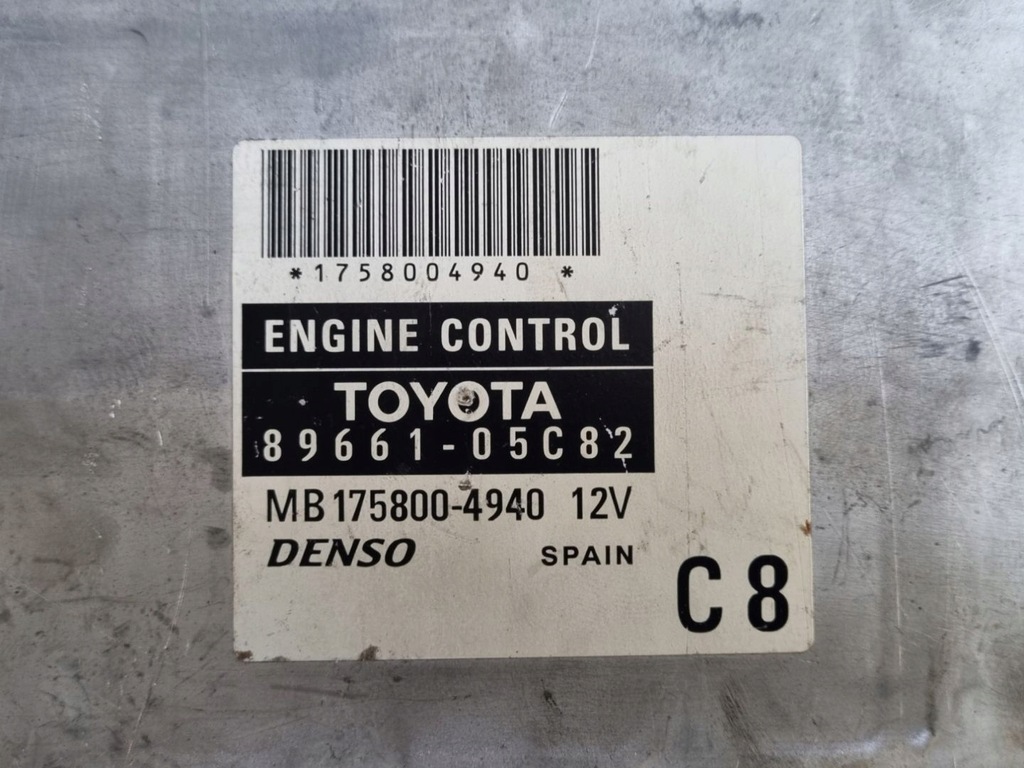 *1758004940 *
ENGINE CONTROL
TOYOTA
89661-05C82
MB175800-4940 12V
DENSO SPAIN
C8